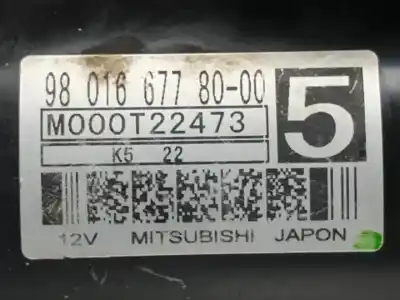 98 016 677 80-00
5
M000T22473
K5 22
12V MITSUBISHI JAPON